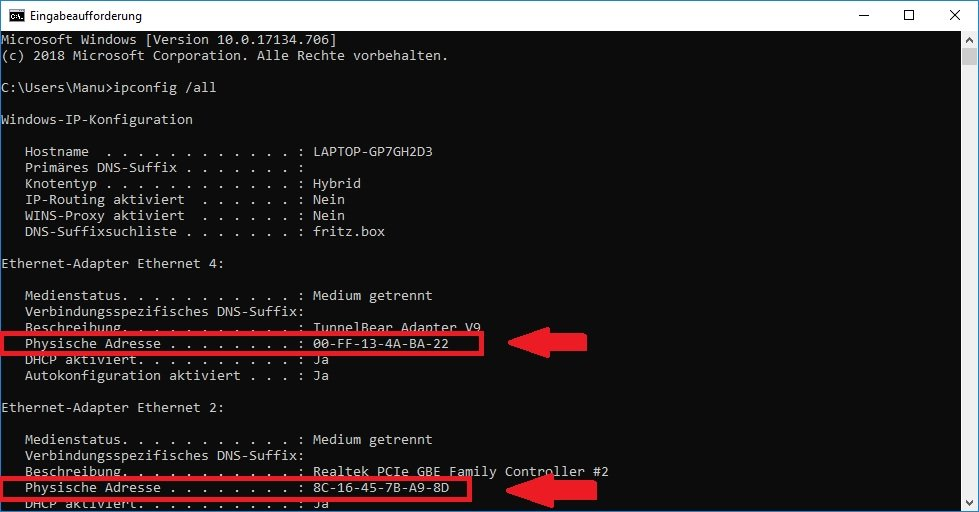 Eingabeaufforderung
Microsoft Windows [Version 10.0.17134.706]
(c) 2018 Microsoft Corporation. Alle Rechte vorbehalten.
C:\Users\Manu>ipconfig /all
Windows-IP-Konfiguration
Hostname . . . . . . . . . . . . : LAPTOP-GP7GH2D3
Primäres DNS-Suffix . . . . . . . :
Knotentyp . . . . . . . . . . . . : Hybrid
IP-Routing aktiviert . . . . . . : Nein
WINS-Proxy aktiviert . . . . . . : Nein
DNS-Suffixsuchliste . . . . . . . : fritz.box
Ethernet-Adapter Ethernet 4:
Medienstatus. . . . . . . . . . . : Medium getrennt
Verbindungsspezifisches DNS-Suffix:
Beschreibung. . . . . . . . . . . : TunnelBear Adapter V9
Physische Adresse . . . . . . . . : 00-FF-13-4A-BA-22
DHCP aktiviert. . . . . . . . . . : Ja
Autokonfiguration aktiviert . . . : Ja
Ethernet-Adapter Ethernet 2:
Medienstatus. . . . . . . . . . . : Medium getrennt
Verbindungsspezifisches DNS-Suffix:
Beschreibung. . . . . . . . . . . : Realtek PCIe GBE Family Controller #2
Physische Adresse . . . . . . . . : 8C-16-45-7B-A9-8D
DHCP aktiviert. . . . . . . . . . : Ja